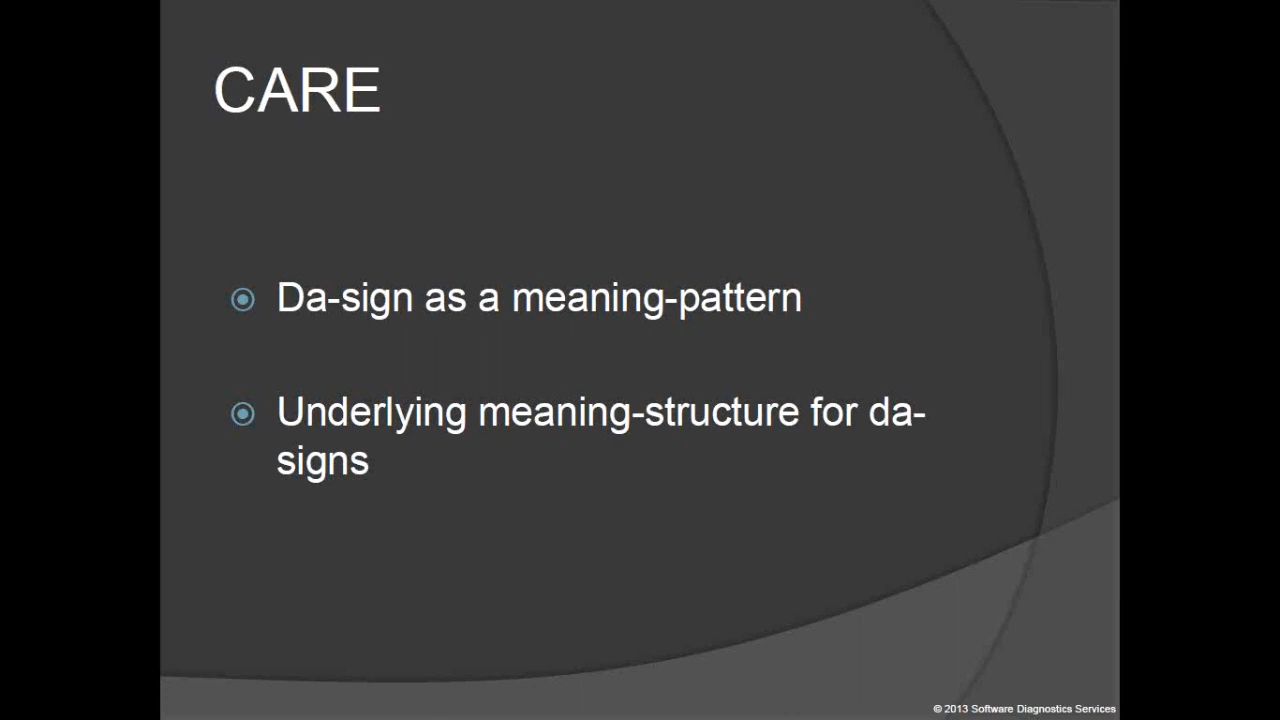 CARE
Da-sign as a meaning-pattern
Underlying meaning-structure for da-
signs
© 2013 Software Diagnostics Services